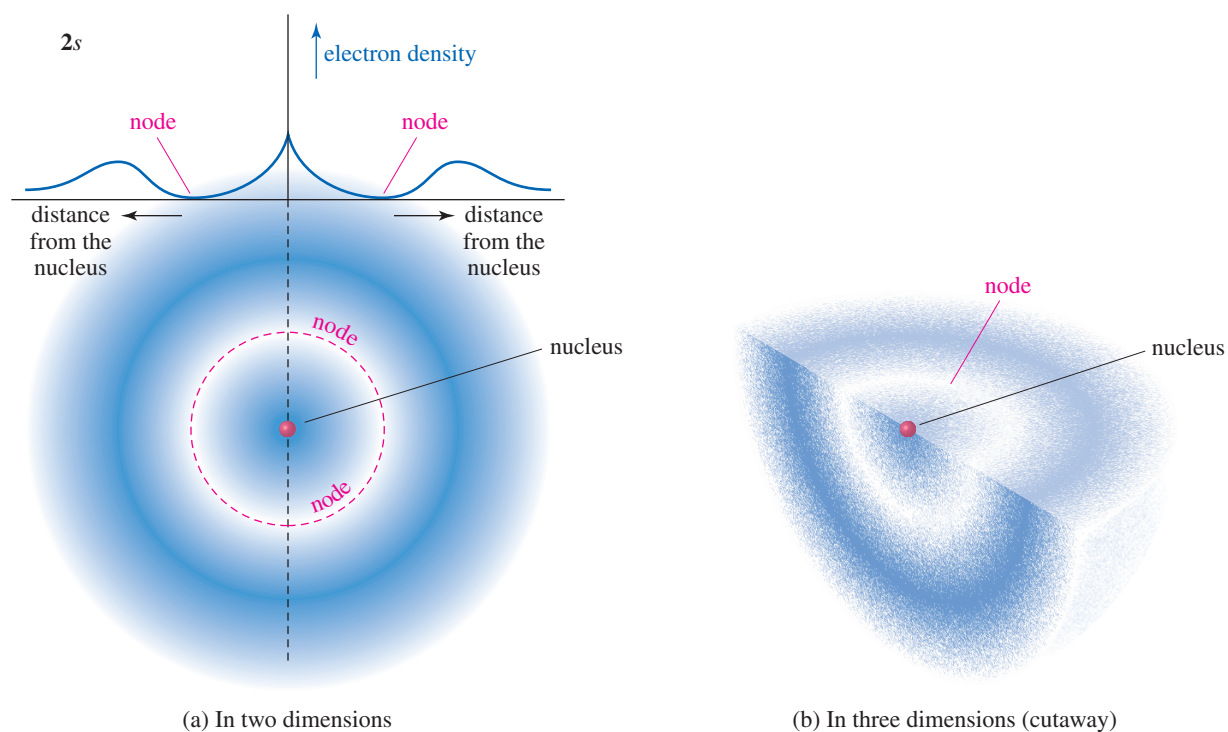 2s
electron density
node
node
distance
from the
nucleus
distance
from the
nucleus
node
node
nucleus
(a) In two dimensions
node
nucleus
(b) In three dimensions (cutaway)